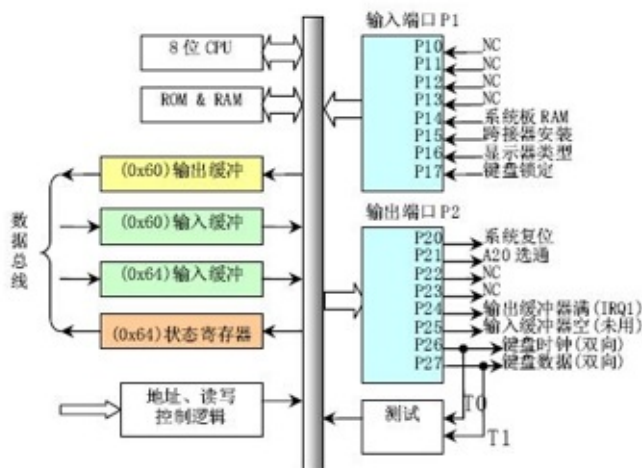 输入端口 P1
8 位 CPU
ROM & RAM
P10 NC
P11 NC
P12 NC
P13 NC
P14 系统板 RAM
P15 跨接器安装
P16 显示器类型
P17 键盘锁定
数据总线
(0x60)输出缓冲
(0x60)输入缓冲
(0x64)输入缓冲
(0x64)状态寄存器
地址、读写
控制逻辑
输出端口 P2
P20 系统复位
P21 A20 选通
P22 NC
P23 NC
P24 输出缓冲器满(IRQ1)
P25 输入缓冲器空(未用)
P26 键盘时钟(双向)
P27 键盘数据(双向)
测试
T0
T1